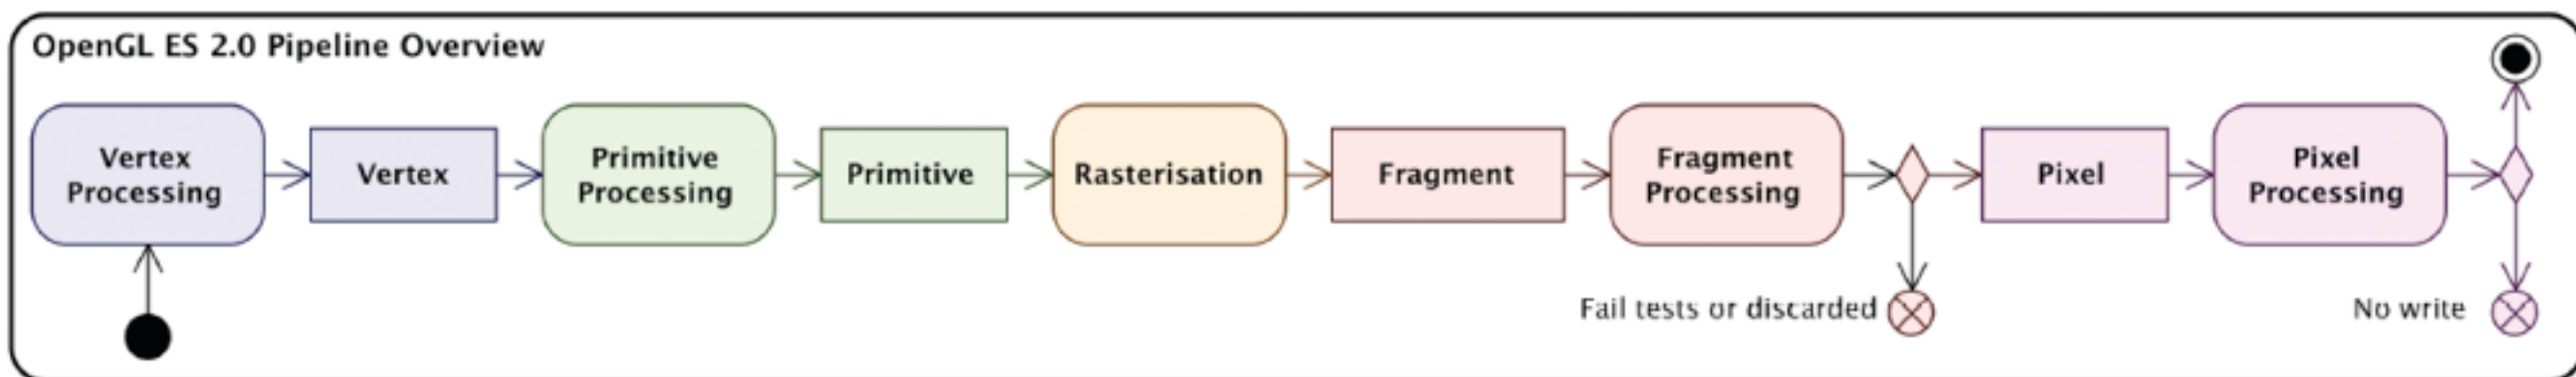 OpenGL ES 2.0 Pipeline Overview
Vertex
Processing
Vertex
Primitive
Processing
Primitive
Rasterisation
Fragment
Fragment
Processing
Pixel
Pixel
Processing
Fail tests or discarded
No write